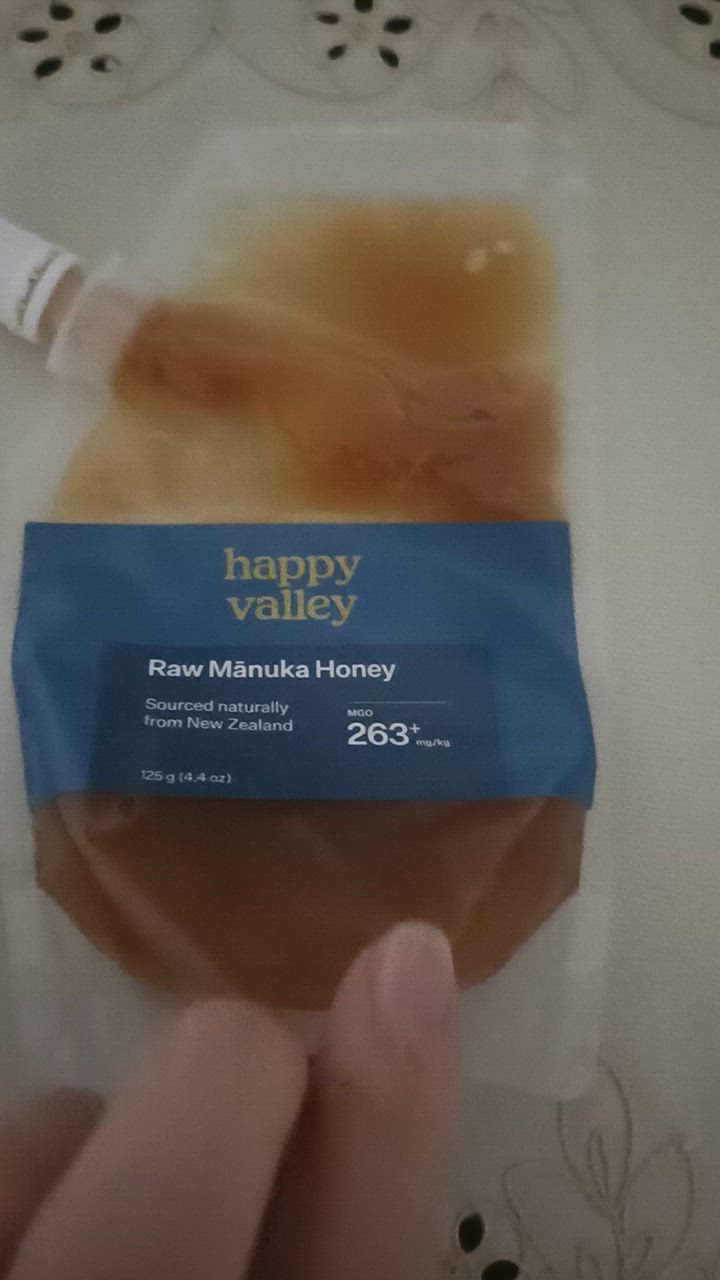 happy
valley
Raw Mānuka Honey
Sourced naturally
from New Zealand
MGO
263+ mg/kg
125 g (4.4 oz)